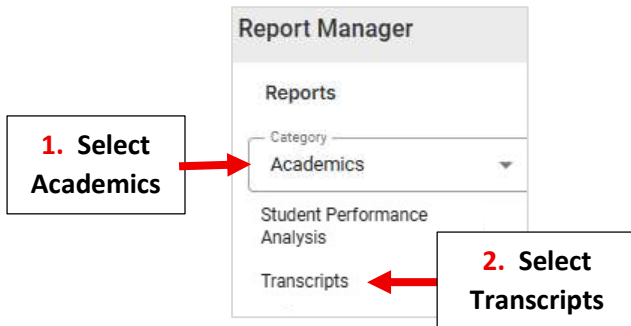 Report Manager
Reports
Category
Academics
1. Select
Academics
Student Performance
Analysis
Transcripts
2. Select
Transcripts